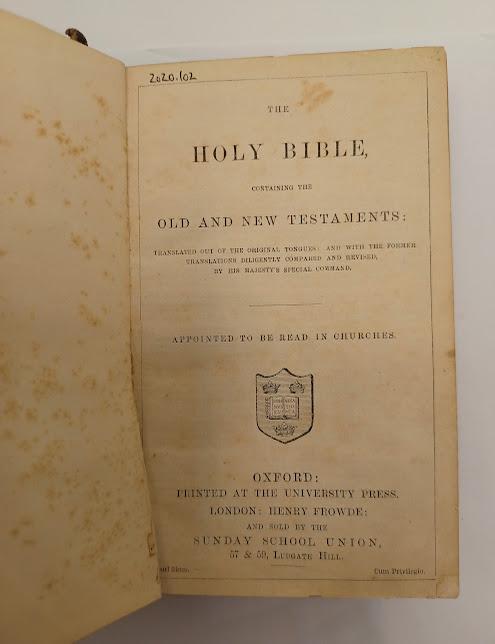 2020.102
THE
HOLY BIBLE,
CONTAINING THE
OLD AND NEW TESTAMENTS:
TRANSLATED OUT OF THE ORIGINAL TONGUES: AND WITH THE FORMER
TRANSLATIONS DILIGENTLY COMPARED AND REVISED,
BY HIS MAJESTY'S SPECIAL COMMAND.
APPOINTED TO BE READ IN CHURCHES.
OXFORD:
PRINTED AT THE UNIVERSITY PRESS.
LONDON: HENRY FROWDE:
AND SOLD BY THE
SUNDAY SCHOOL UNION,
57 & 59, LUDGATE HILL.
Cum Privilegio.